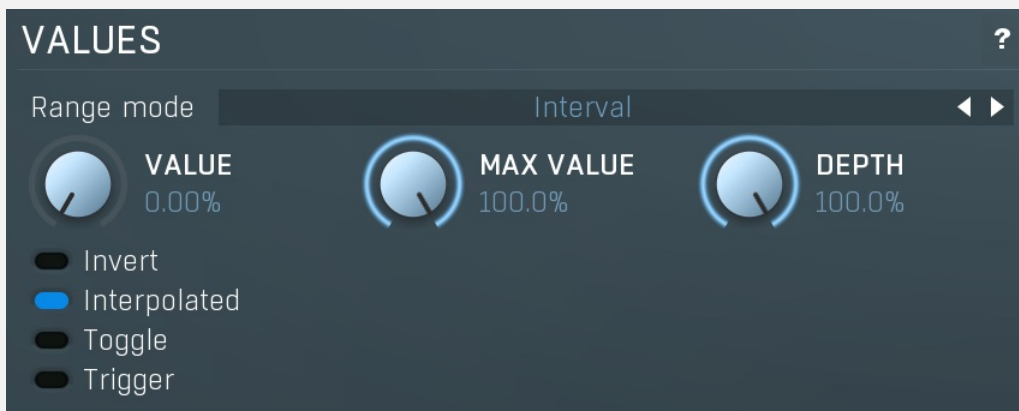 VALUES ?
Range mode Interval
VALUE MAX VALUE DEPTH
0.00% 100.0% 100.0%
Invert
Interpolated
Toggle
Trigger